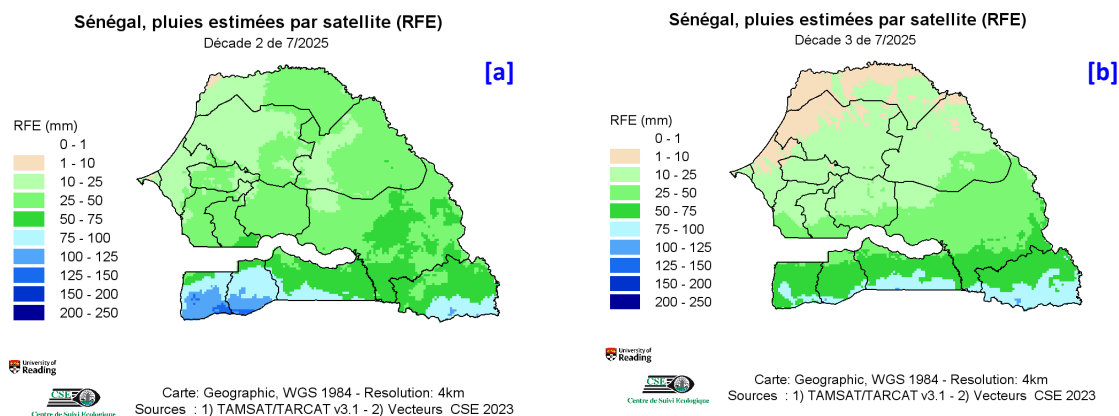 Sénégal, pluies estimées par satellite (RFE)
Décade 2 de 7/2025
[a]
RFE (mm)
0 - 1
1 - 10
10 - 25
25 - 50
50 - 75
75 - 100
100 - 125
125 - 150
150 - 200
200 - 250
University of
Reading
CSE
Centre de Suivi Ecologique
Carte: Geographic, WGS 1984 - Resolution: 4km
Sources : 1) TAMSAT/TARCAT v3.1 - 2) Vecteurs CSE 2023
Sénégal, pluies estimées par satellite (RFE)
Décade 3 de 7/2025
[b]
RFE (mm)
0 - 1
1 - 10
10 - 25
25 - 50
50 - 75
75 - 100
100 - 125
125 - 150
150 - 200
200 - 250
University of
Reading
CSE
Centre de Suivi Ecologique
Carte: Geographic, WGS 1984 - Resolution: 4km
Sources : 1) TAMSAT/TARCAT v3.1 - 2) Vecteurs CSE 2023